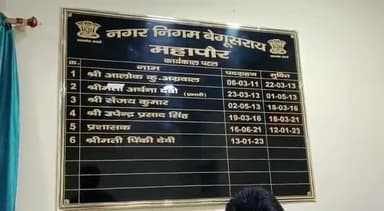 नगर निगम बेगूसराय
महापौर
कार्यकाल पटल
क. नाम पदग्रहण मुक्ति
1 श्री आलोक कु. अग्रवाल 08-03-11 22-03-13
2 श्रीमती अर्चना देवी (प्रभारी) 23-03-13 01-05-13
3 श्री संजय कुमार 02-05-13 18-03-16
4 श्री उपेन्द्र प्रसाद सिंह 19-03-16 18-03-21
5 प्रशासक 16-06-21 12-01-23
6 श्रीमती पिंकी देवी 13-01-23